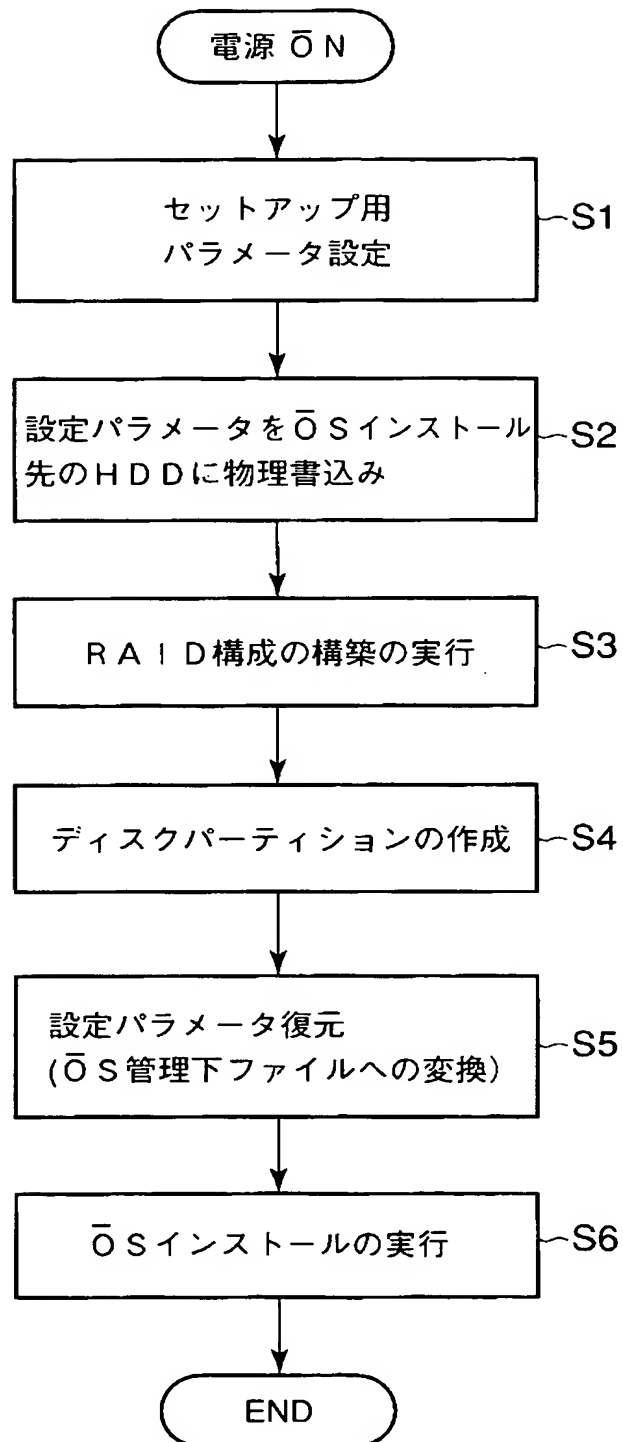 電源 ŌN
セットアップ用
パラメータ設定
S1
設定パラメータをŌSインストール
先のHDDに物理書込み
S2
RAID構成の構築の実行
S3
ディスクパーティションの作成
S4
設定パラメータ復元
(ŌS管理下ファイルへの変換)
S5
ŌSインストールの実行
S6
END